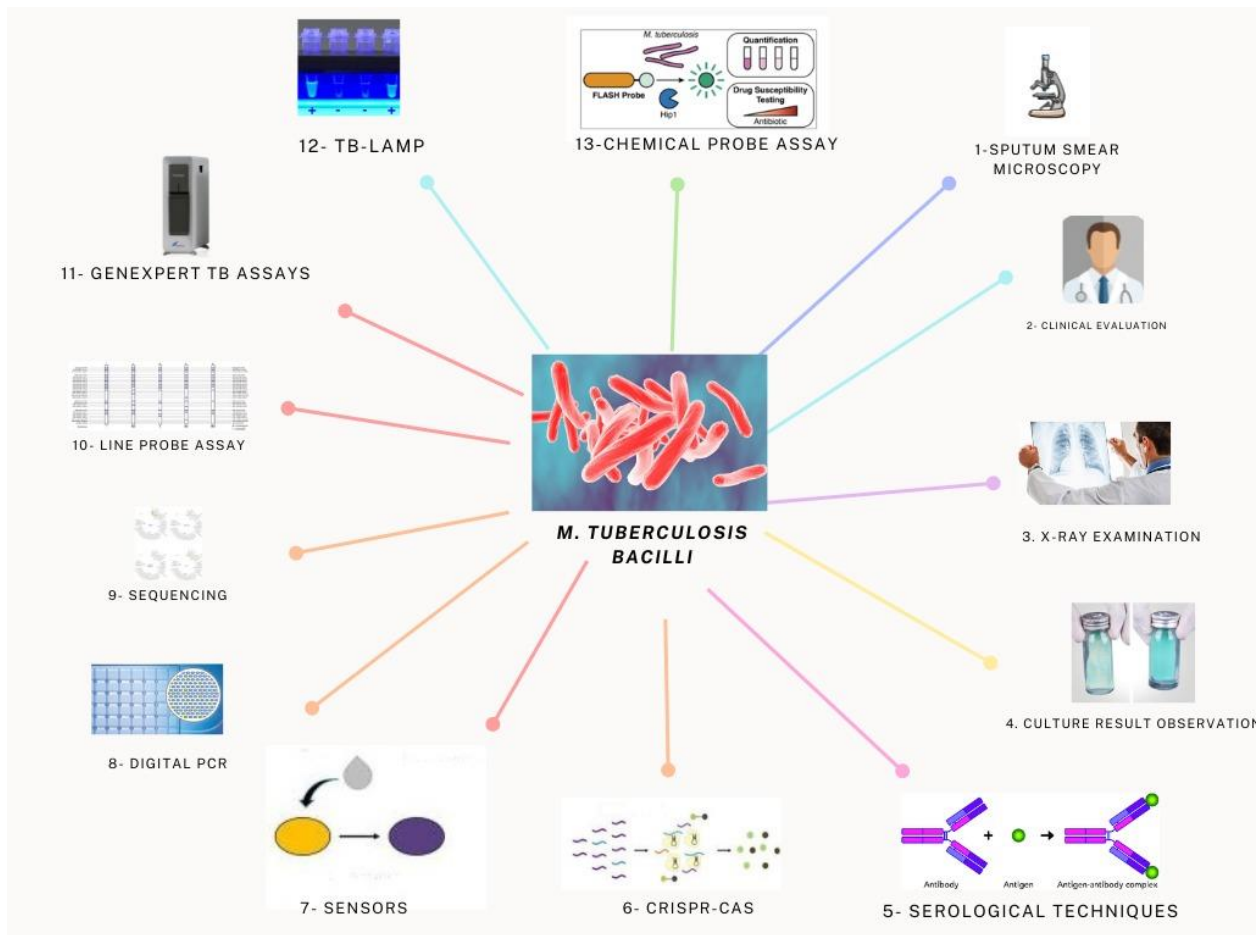 12- TB-LAMP
+ - - +
M. tuberculosis
FLASH Probe
Hip1
Quantification
Drug Susceptibility
Testing
Antibiotic
13-CHEMICAL PROBE ASSAY
1-SPUTUM SMEAR
MICROSCOPY
2- CLINICAL EVALUATION
3. X-RAY EXAMINATION
4. CULTURE RESULT OBSERVATION
Antibody
+
Antigen
Antigen-antibody complex
5- SEROLOGICAL TECHNIQUES
6- CRISPR-CAS
7- SENSORS
8- DIGITAL PCR
9- SEQUENCING
10- LINE PROBE ASSAY
11- GENEXPERT TB ASSAYS
M. TUBERCULOSIS
BACILLI